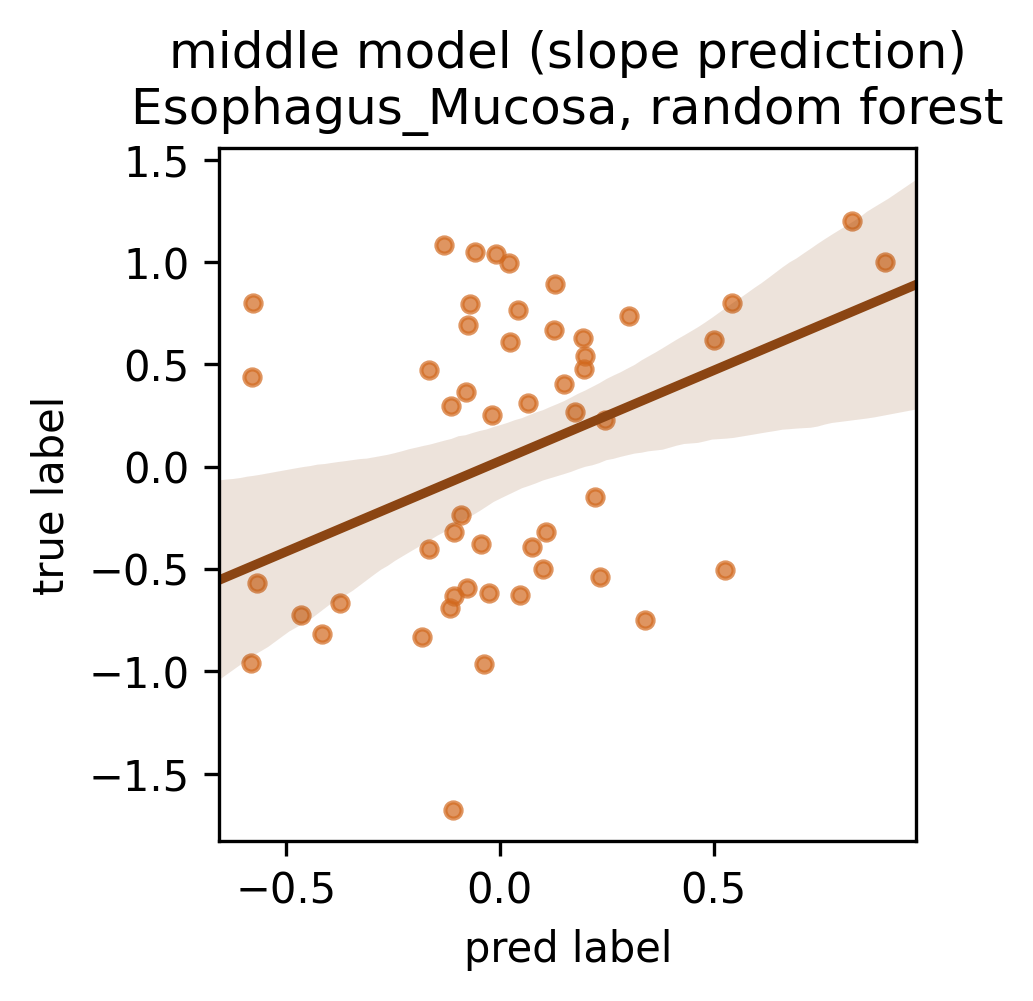 middle model (slope prediction)
Esophagus_Mucosa, random forest
1.5
1.0
0.5
0.0
−0.5
−1.0
−1.5
true label
−0.5
0.0
0.5
pred label